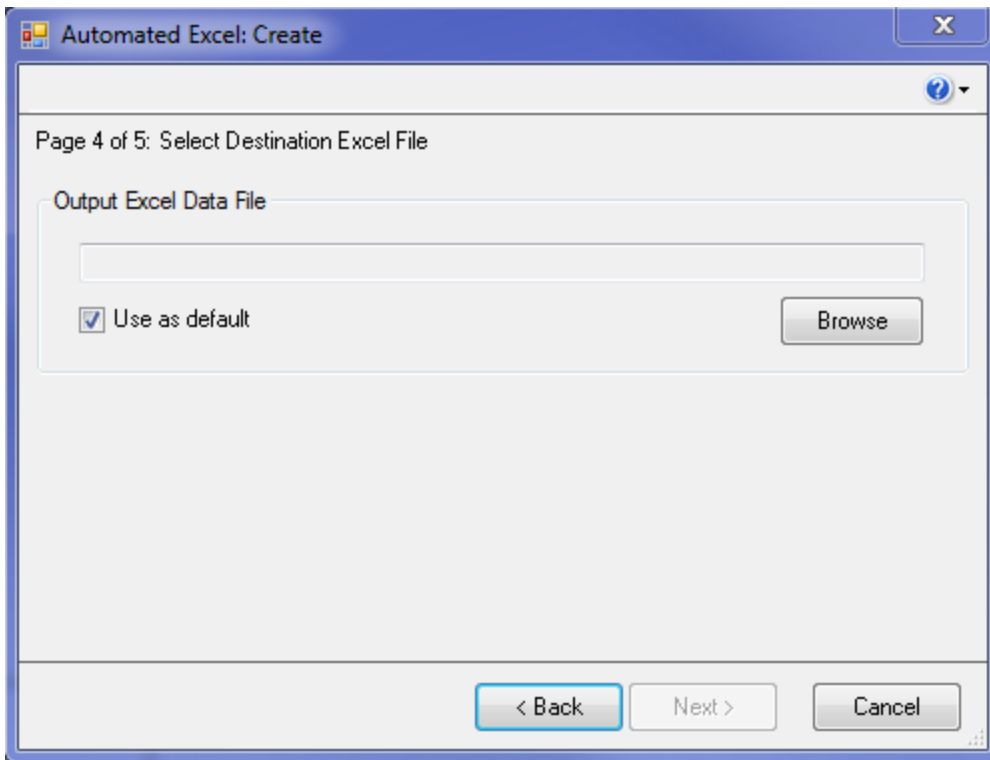 Automated Excel: Create
Page 4 of 5: Select Destination Excel File
Output Excel Data File
Use as default
Browse
< Back
Next >
Cancel